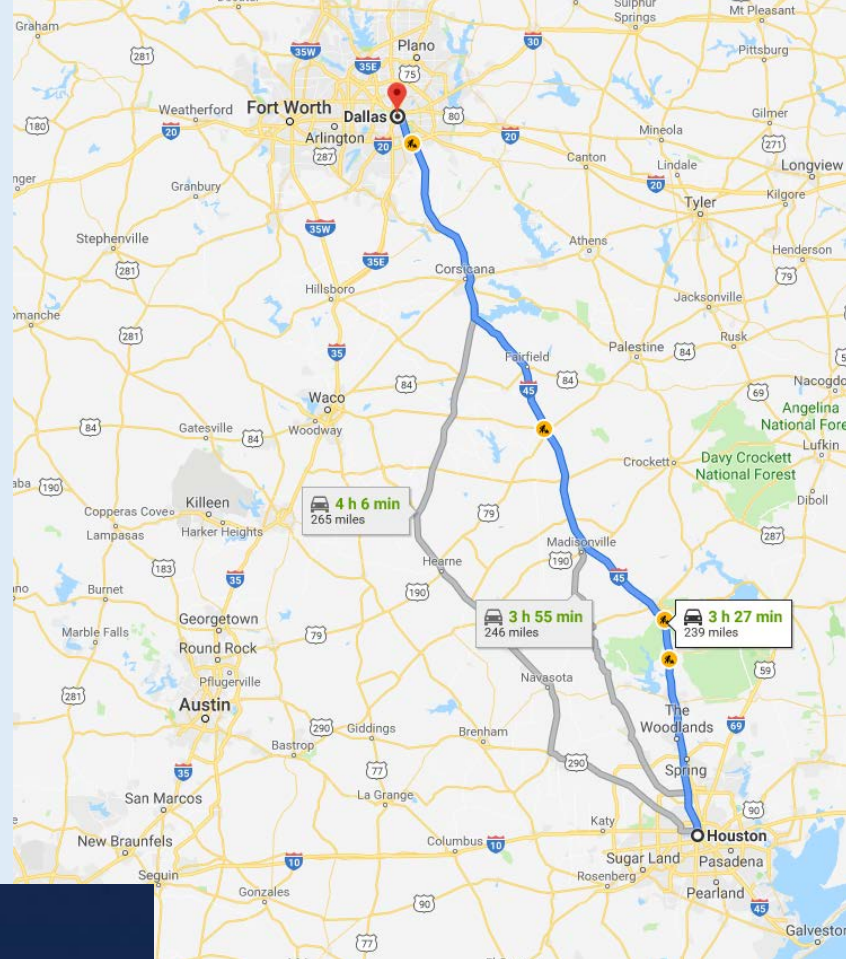 Sulphur
Springs
Mt Pleasant
Graham
281
35W
35E
Plano
75
30
Pittsburg
Weatherford
Fort Worth
Dallas
80
Gilmer
180
20
Arlington
287
20
20
Mineola
271
Canton
Lindale
Longview
20
Kilgore
nger
Granbury
Tyler
35W
Stephenville
35E
Athens
Henderson
281
Corsicana
79
Hillsboro
Jacksonville
omanche
281
35
Palestine
84
Rusk
Fairfield
84
45
84
69
Nacogdo
Waco
Angelina
National Fore
84
Gatesville
84
Woodway
Lufkin
Crockett
Davy Crockett
National Forest
aba
190
Killeen
4 h 6 min
265 miles
Diboll
Copperas Cove
79
Lampasas
Harker Heights
Madisonville
287
190
183
Hearne
45
35
190
no
Burnet
Georgetown
3 h 55 min
246 miles
3 h 27 min
239 miles
Marble Falls
79
Round Rock
59
Pflugerville
Navasota
281
Austin
The
Woodlands
69
290
Giddings
Brenham
Bastrop
290
Spring
35
77
San Marcos
La Grange
90
Katy
Houston
New Braunfels
Columbus
10
10
Sugar Land
Pasadena
Seguin
Rosenberg
Pearland
Gonzales
90
45
Galveston
77